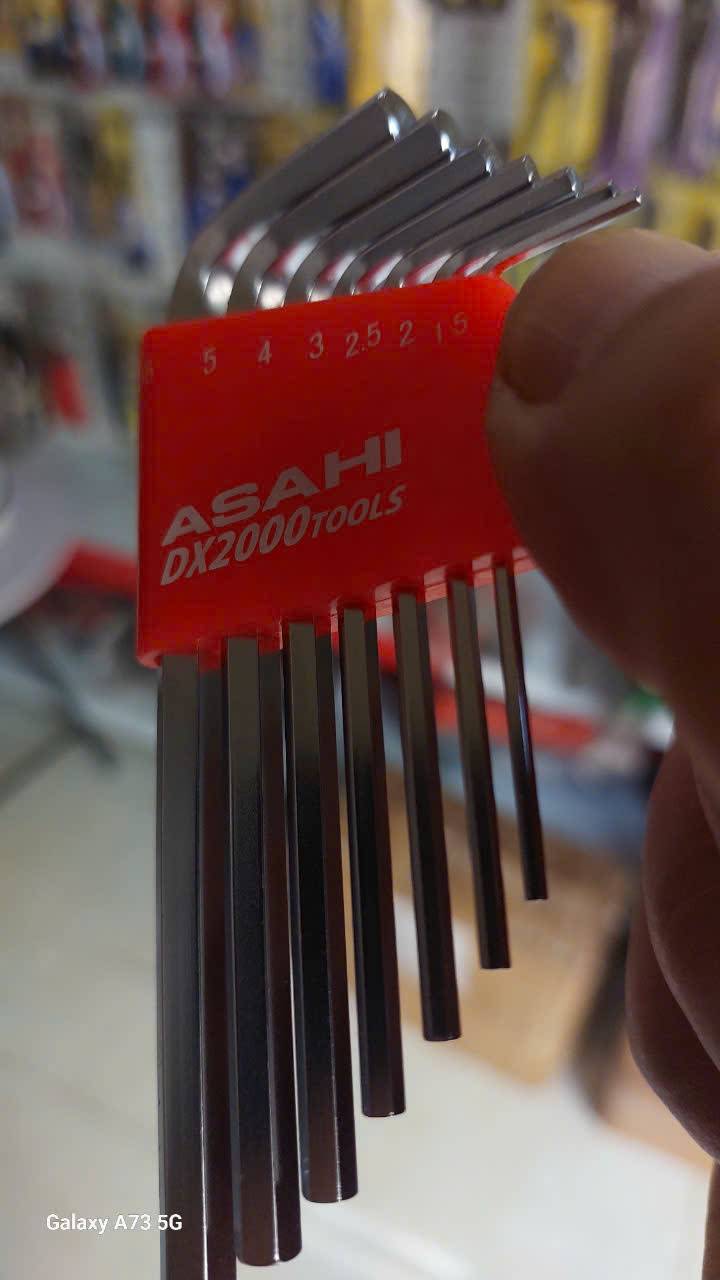 5 4 3 2.5 2 1.5
ASAHI
DX2000TOOLS
Galaxy A73 5G